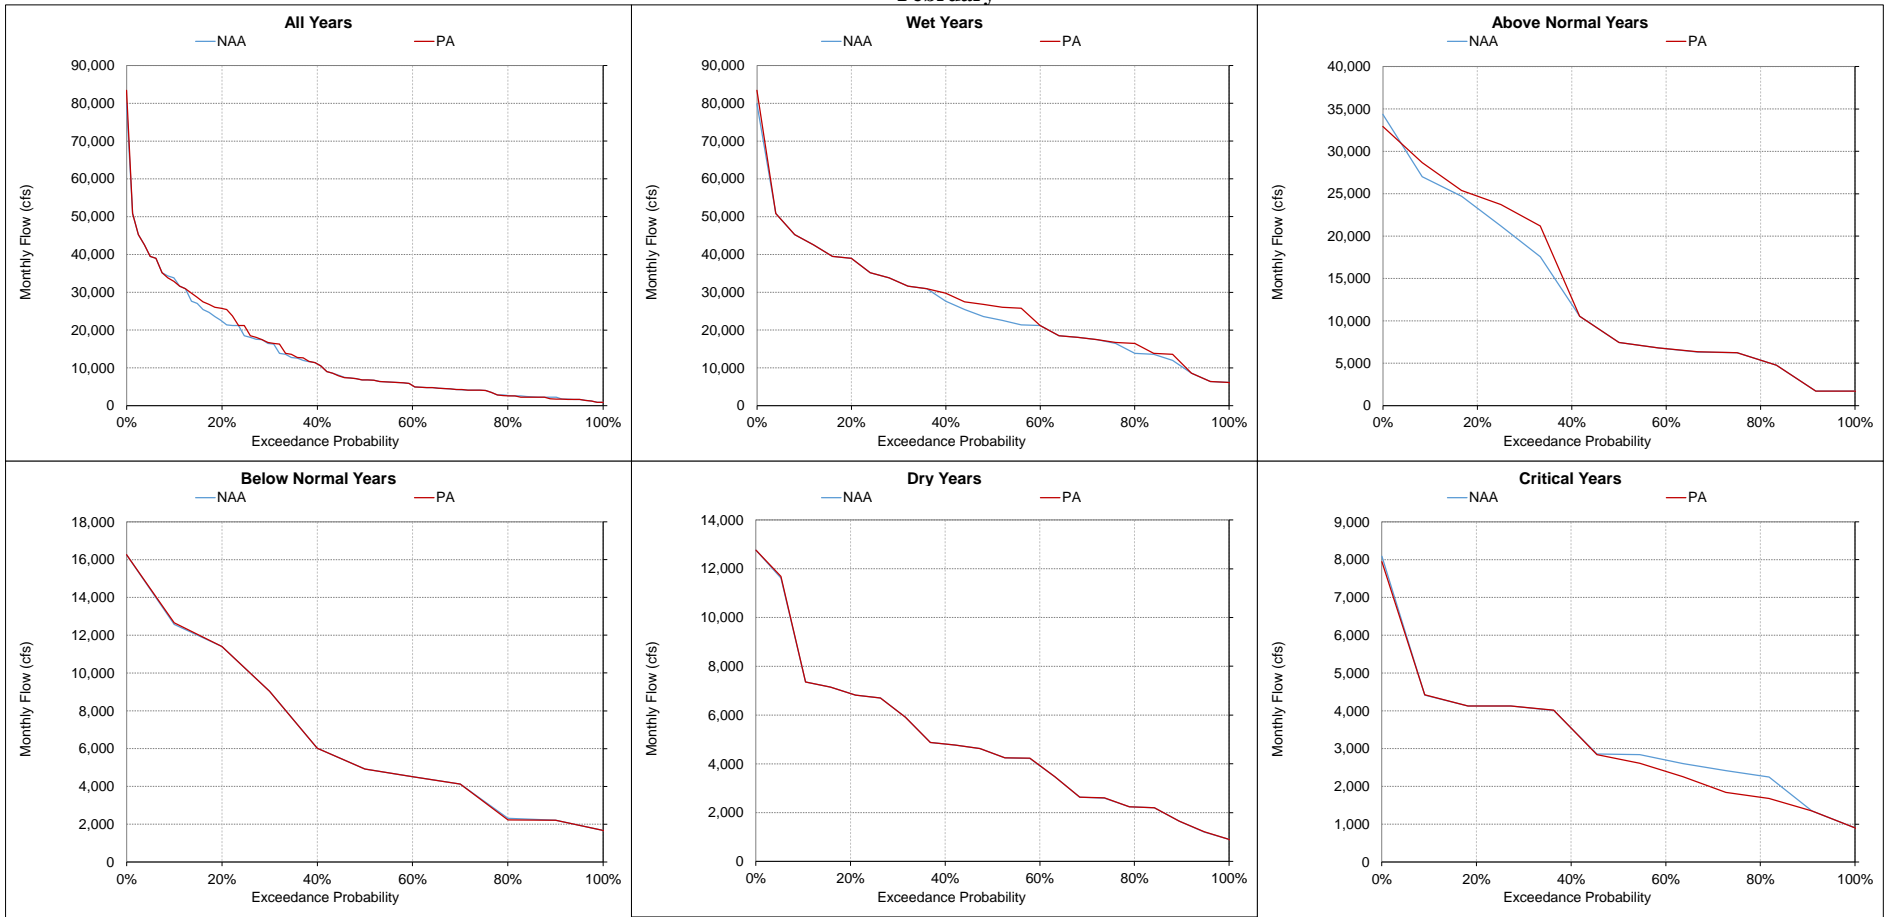 February
All Years
NAA
PA
90,000
80,000
70,000
60,000
50,000
40,000
30,000
20,000
10,000
0
Monthly Flow (cfs)
0% 20% 40% 60% 80% 100%
Exceedance Probability
Wet Years
NAA
PA
90,000
80,000
70,000
60,000
50,000
40,000
30,000
20,000
10,000
0
Monthly Flow (cfs)
0% 20% 40% 60% 80% 100%
Exceedance Probability
Above Normal Years
NAA
PA
40,000
35,000
30,000
25,000
20,000
15,000
10,000
5,000
0
Monthly Flow (cfs)
0% 20% 40% 60% 80% 100%
Exceedance Probability
Below Normal Years
NAA
PA
18,000
16,000
14,000
12,000
10,000
8,000
6,000
4,000
2,000
0
Monthly Flow (cfs)
0% 20% 40% 60% 80% 100%
Exceedance Probability
Dry Years
NAA
PA
14,000
12,000
10,000
8,000
6,000
4,000
2,000
0
Monthly Flow (cfs)
0% 20% 40% 60% 80% 100%
Exceedance Probability
Critical Years
NAA
PA
9,000
8,000
7,000
6,000
5,000
4,000
3,000
2,000
1,000
0
Monthly Flow (cfs)
0% 20% 40% 60% 80% 100%
Exceedance Probability